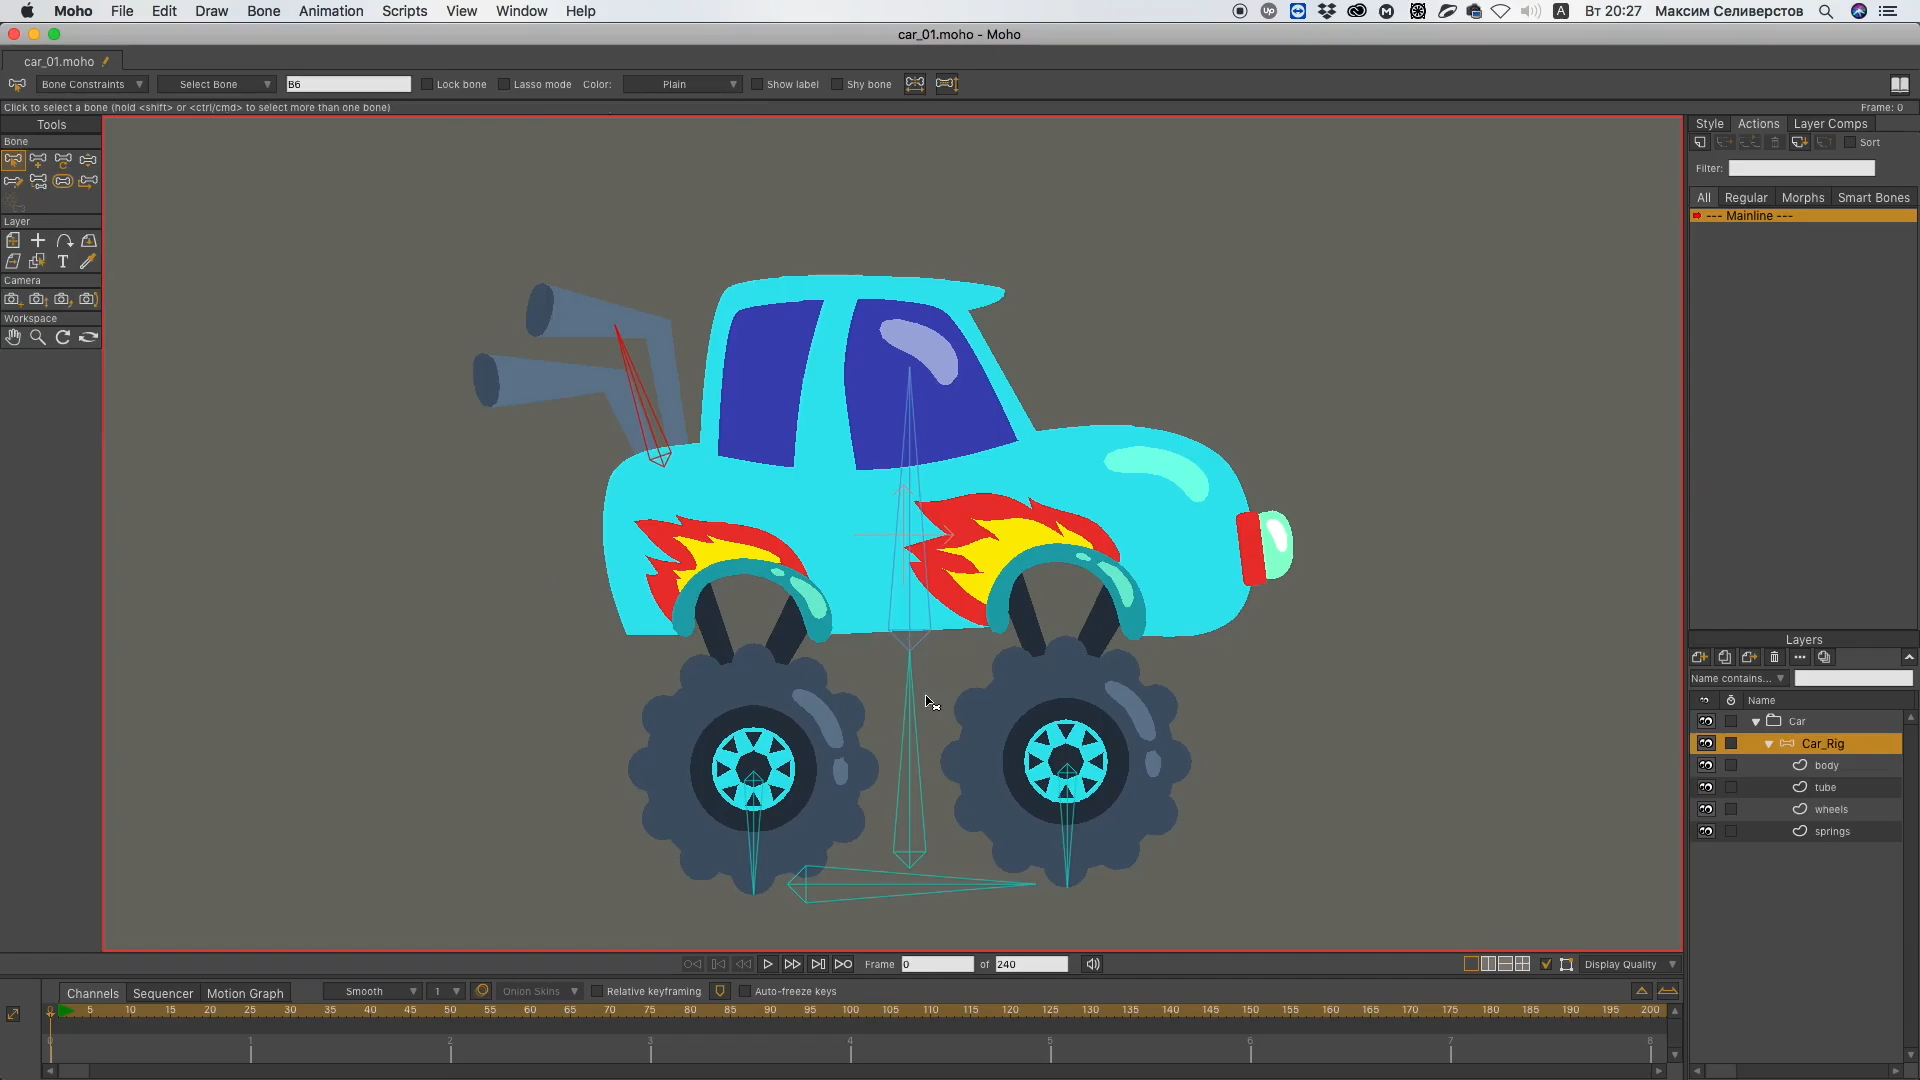 Moho File Edit Draw Bone Animation Scripts View Window Help A Вт 20:27 Максим Селиверстов
car_01.moho - Moho
car_01.moho
Bone Constraints Select Bone B6 Lock bone Lasso mode Color: Plain Show label Shy bone
Click to select a bone (hold <shift> or <ctrl/cmd> to select more than one bone) Frame: 0
Tools Style Actions Layer Comps
Bone Sort
Filter:
All Regular Morphs Smart Bones
--- Mainline ---
Layer
T
Camera
Workspace
Layers
Name contains...
Name
Car
Car_Rig
body
tube
wheels
springs
Frame 0 of 240 Display Quality
Channels Sequencer Motion Graph Smooth 1 Onion Skins Relative keyframing Auto-freeze keys
5 10 15 20 25 30 35 40 45 50 55 60 65 70 75 80 85 90 95 100 105 110 115 120 125 130 135 140 145 150 155 160 165 170 175 180 185 190 195 200
0 1 2 3 4 5 6 7 8